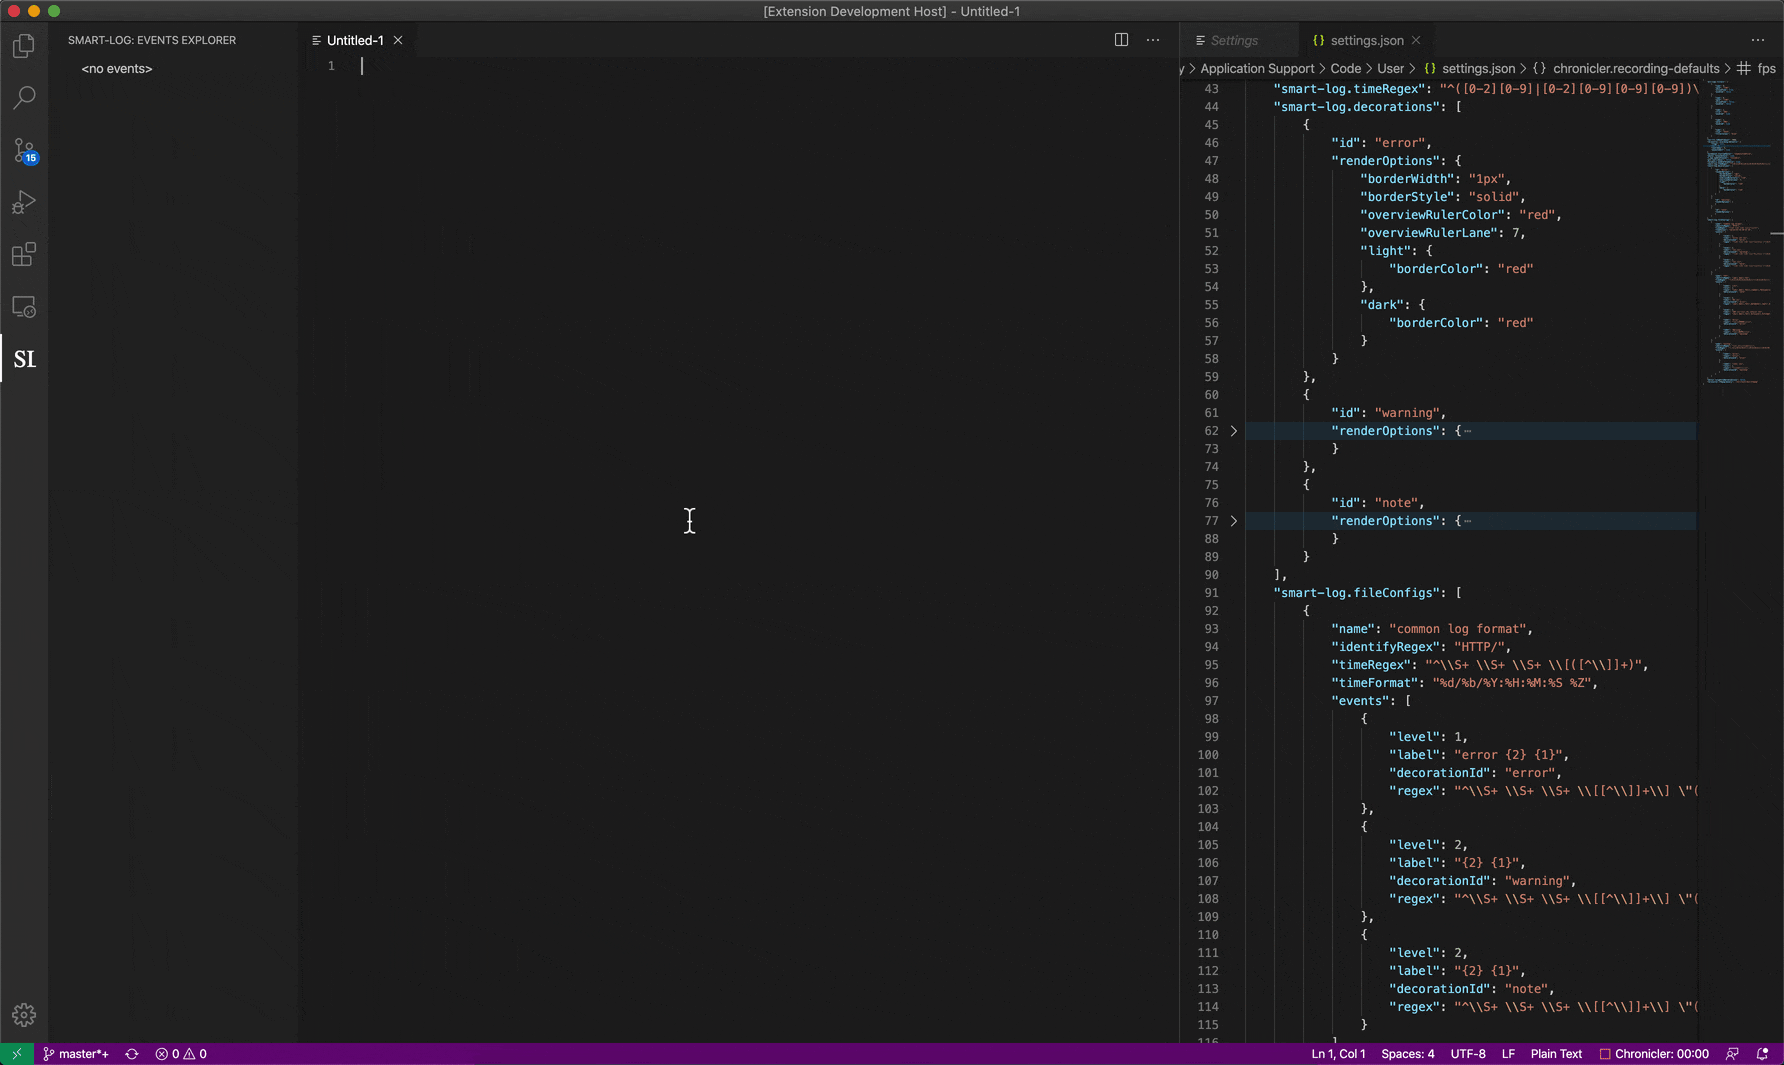 [Extension Development Host] - Untitled-1
SMART-LOG: EVENTS EXPLORER
<no events>
15
SL
Untitled-1
1
Settings
settings.json
y > Application Support > Code > User > {} settings.json > {} chronicler.recording-defaults > # fps
43 "smart-log.timeRegex": "^([0-2][0-9]|[0-2][0-9][0-9][0-9])\
44 "smart-log.decorations": [
45 {
46 "id": "error",
47 "renderOptions": {
48 "borderWidth": "1px",
49 "borderStyle": "solid",
50 "overviewRulerColor": "red",
51 "overviewRulerLane": 7,
52 "light": {
53 "borderColor": "red"
54 },
55 "dark": {
56 "borderColor": "red"
57 }
58 }
59 },
60 {
61 "id": "warning",
62 "renderOptions": {⋯
73 }
74 },
75 {
76 "id": "note",
77 "renderOptions": {⋯
88 }
89 }
90 ],
91 "smart-log.fileConfigs": [
92 {
93 "name": "common log format",
94 "identifyRegex": "HTTP/",
95 "timeRegex": "^\\S+ \\S+ \\S+ \\[([^\\]]+)",
96 "timeFormat": "%d/%b/%Y:%H:%M:%S %Z",
97 "events": [
98 {
99 "level": 1,
100 "label": "error {2} {1}",
101 "decorationId": "error",
102 "regex": "^\\S+ \\S+ \\S+ \\[[^\\]]+\\] \"(
103 },
104 {
105 "level": 2,
106 "label": "{2} {1}",
107 "decorationId": "warning",
108 "regex": "^\\S+ \\S+ \\S+ \\[[^\\]]+\\] \"(
109 },
110 {
111 "level": 2,
112 "label": "{2} {1}",
113 "decorationId": "note",
114 "regex": "^\\S+ \\S+ \\S+ \\[[^\\]]+\\] \"(
115 }
116 ]
master*+ 0 0 Ln 1, Col 1 Spaces: 4 UTF-8 LF Plain Text Chronicler: 00:00